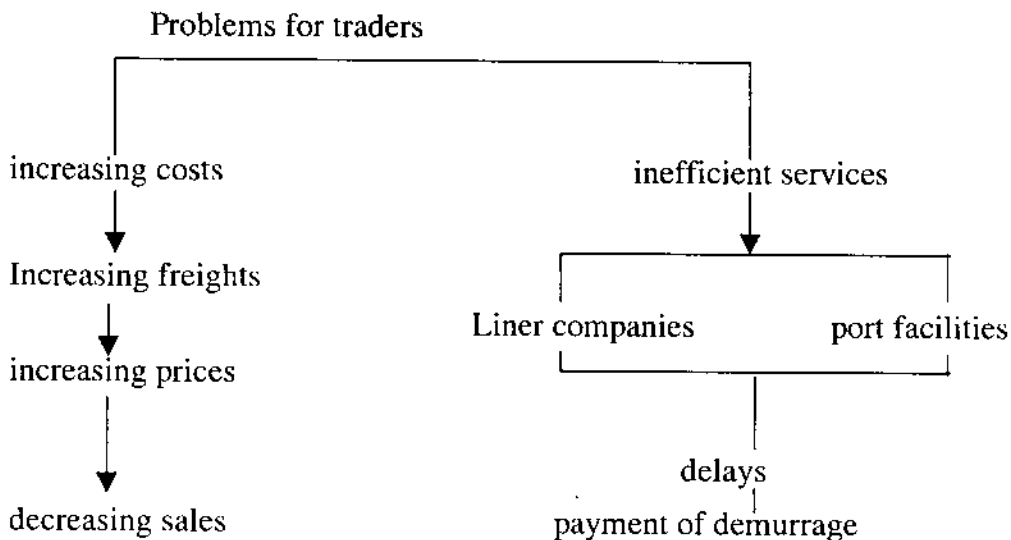 Problems for traders
increasing costs
inefficient services
Increasing freights
Liner companies
port facilities
increasing prices
delays
decreasing sales
payment of demurrage